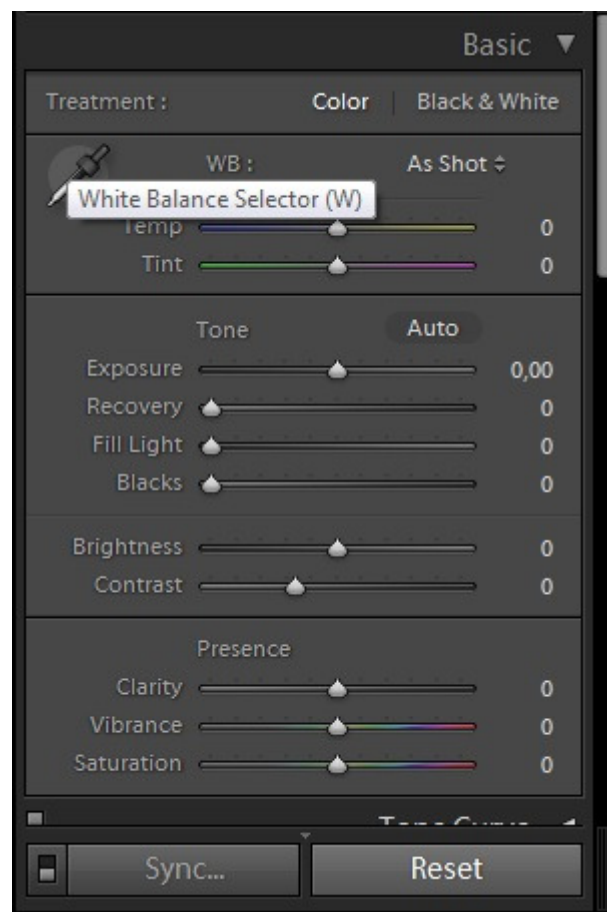 Basic
Treatment : Color Black & White
WB : As Shot
White Balance Selector (W)
Temp 0
Tint 0
Tone Auto
Exposure 0,00
Recovery 0
Fill Light 0
Blacks 0
Brightness 0
Contrast 0
Presence
Clarity 0
Vibrance 0
Saturation 0
Tone Curve
Sync... Reset